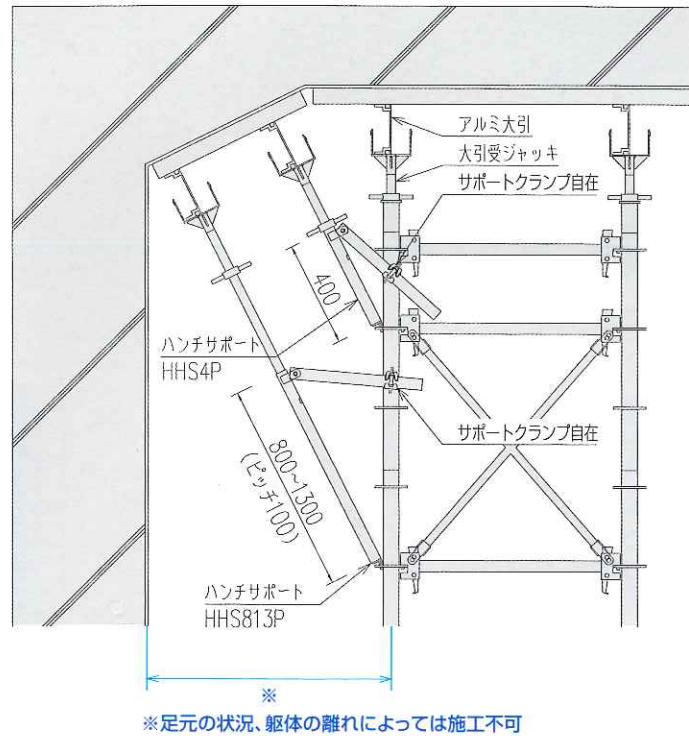 アルミ大引
大引受ジャッキ
サポートクランプ自在
400
ハンチサポート
HHS4P
サポートクランプ自在
800~1300
(ピッチ100)
ハンチサポート
HHS813P
※
※足元の状況、躯体の離れによっては施工不可